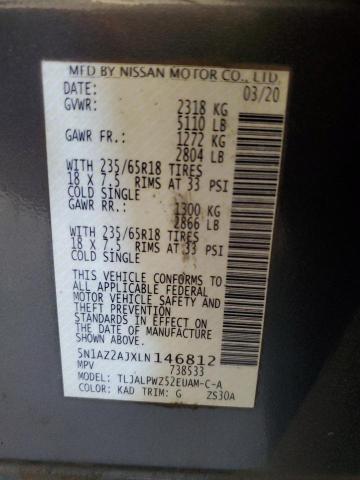 MFD BY NISSAN MOTOR CO., LTD.
DATE: 03/20
GVWR: 2318 KG
5110 LB
GAWR FR.: 1272 KG
2804 LB
WITH 235/65R18 TIRES
18 X 7.5 RIMS AT 33 PSI
COLD SINGLE
GAWR RR.: 1300 KG
2866 LB
WITH 235/65R18 TIRES
18 X 7.5 RIMS AT 33 PSI
COLD SINGLE
THIS VEHICLE CONFORMS TO
ALL APPLICABLE FEDERAL
MOTOR VEHICLE SAFETY AND
THEFT PREVENTION
STANDARDS IN EFFECT ON
THE DATE OF MANUFACTURE
SHOWN ABOVE.
5N1AZ2AJXLN146812
MPV 738533
MODEL: TLJALPWZ52EUAM-C-A
COLOR: KAD TRIM: G ZS30A